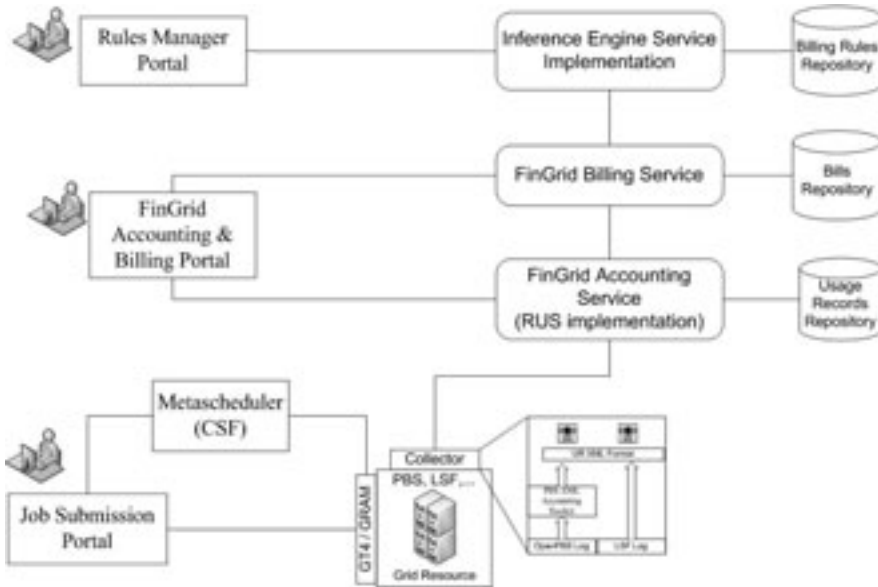 Rules Manager
Portal
Inference Engine Service
Implementation
Billing Rules
Repository
FinGrid Billing Service
Bills
Repository
FinGrid
Accounting &
Billing Portal
FinGrid Accounting
Service
(RUS implementation)
Usage
Records
Repository
Metascheduler
(CSF)
Job Submission
Portal
GT4 / GRAM
Collector
PBS, LSF,...
Grid Resource
UR XML Format
Accounting
OpenPBS Log
LSF Log